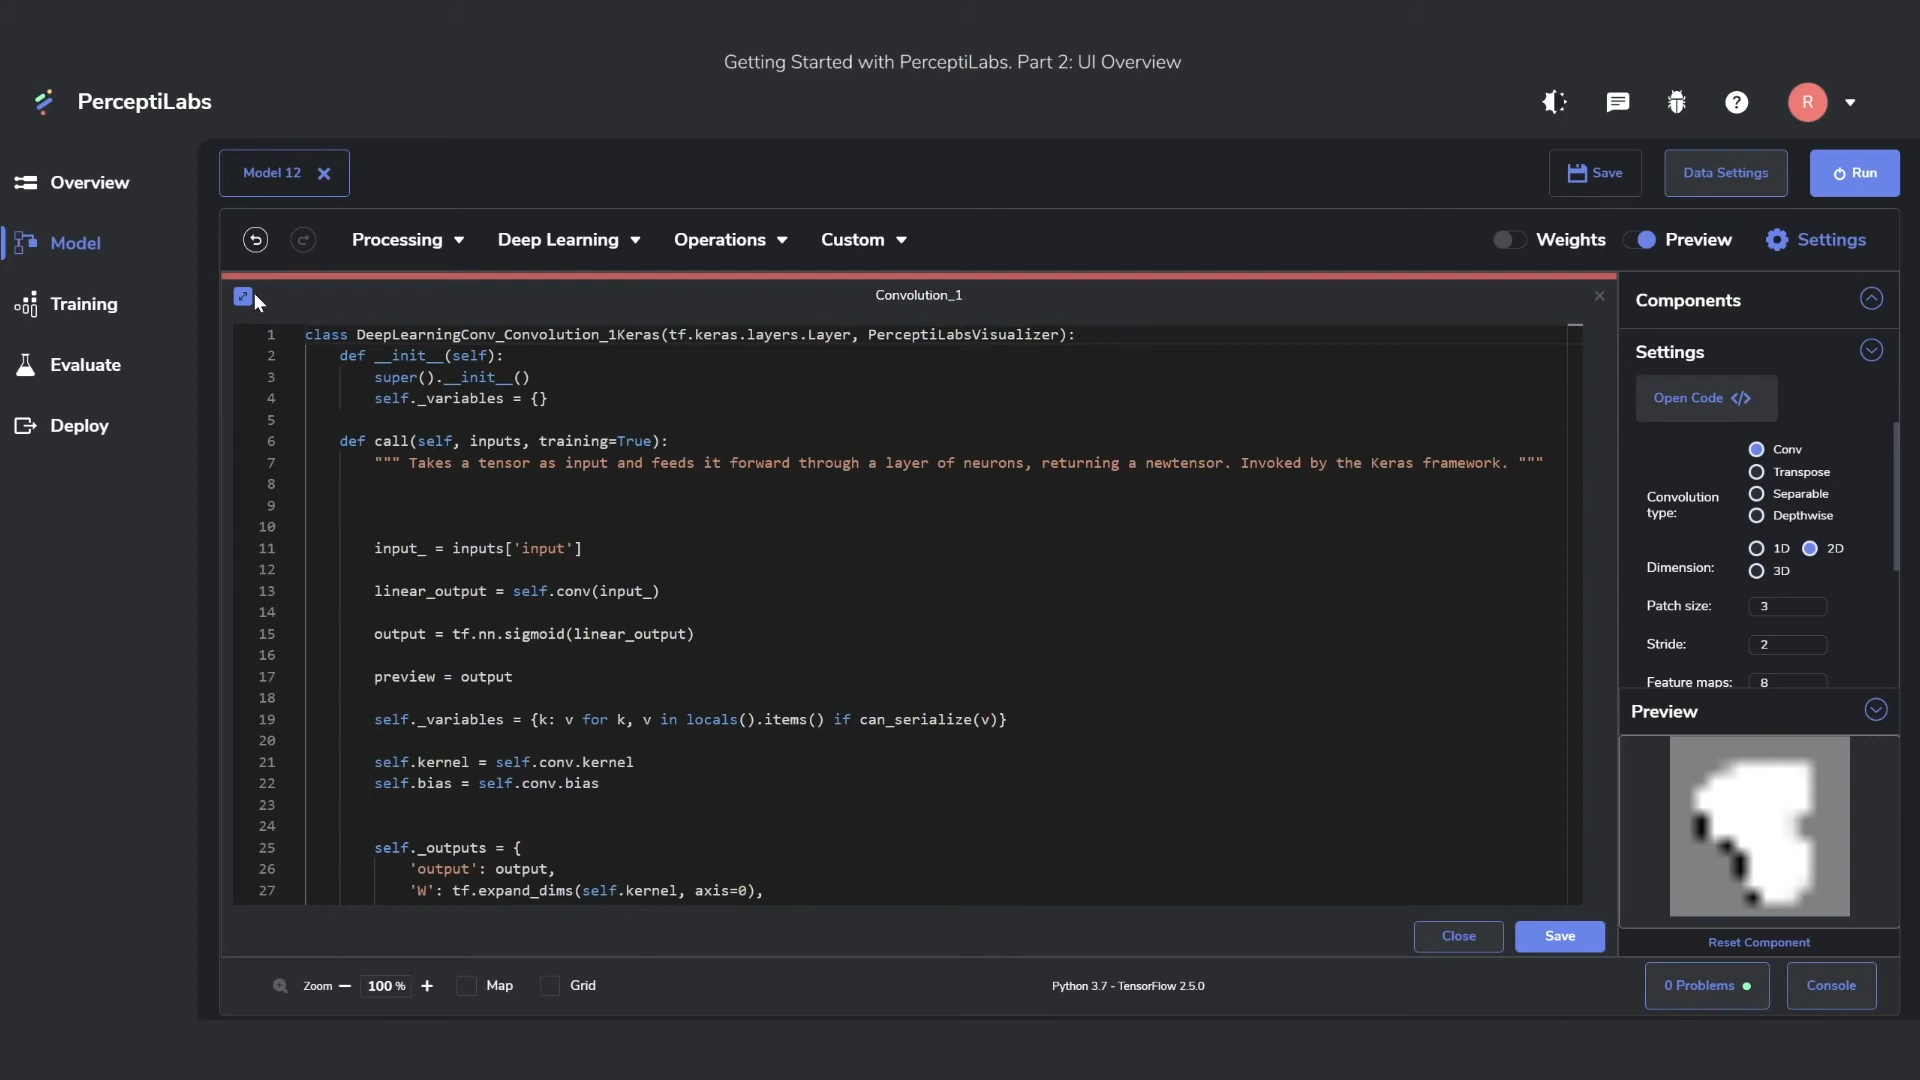 Getting Started with PerceptiLabs. Part 2: UI Overview
PerceptiLabs
R
Overview
Model
Training
Evaluate
Deploy
Model 12
Save
Data Settings
Run
Processing
Deep Learning
Operations
Custom
Weights
Preview
Settings
Convolution_1
1 class DeepLearningConv_Convolution_1Keras(tf.keras.layers.Layer, PerceptiLabsVisualizer):
2 def __init__(self):
3 super().__init__()
4 self._variables = {}
5
6 def call(self, inputs, training=True):
7 """ Takes a tensor as input and feeds it forward through a layer of neurons, returning a newtensor. Invoked by the Keras framework. """
8
9
10
11 input_ = inputs['input']
12
13 linear_output = self.conv(input_)
14
15 output = tf.nn.sigmoid(linear_output)
16
17 preview = output
18
19 self._variables = {k: v for k, v in locals().items() if can_serialize(v)}
20
21 self.kernel = self.conv.kernel
22 self.bias = self.conv.bias
23
24
25 self._outputs = {
26 'output': output,
27 'W': tf.expand_dims(self.kernel, axis=0),
Close
Save
Components
Settings
Open Code </>
Convolution type:
Conv
Transpose
Separable
Depthwise
Dimension:
1D 2D
3D
Patch size: 3
Stride: 2
Feature maps: 8
Preview
Reset Component
Zoom − 100 % +
Map
Grid
Python 3.7 - TensorFlow 2.5.0
0 Problems
Console